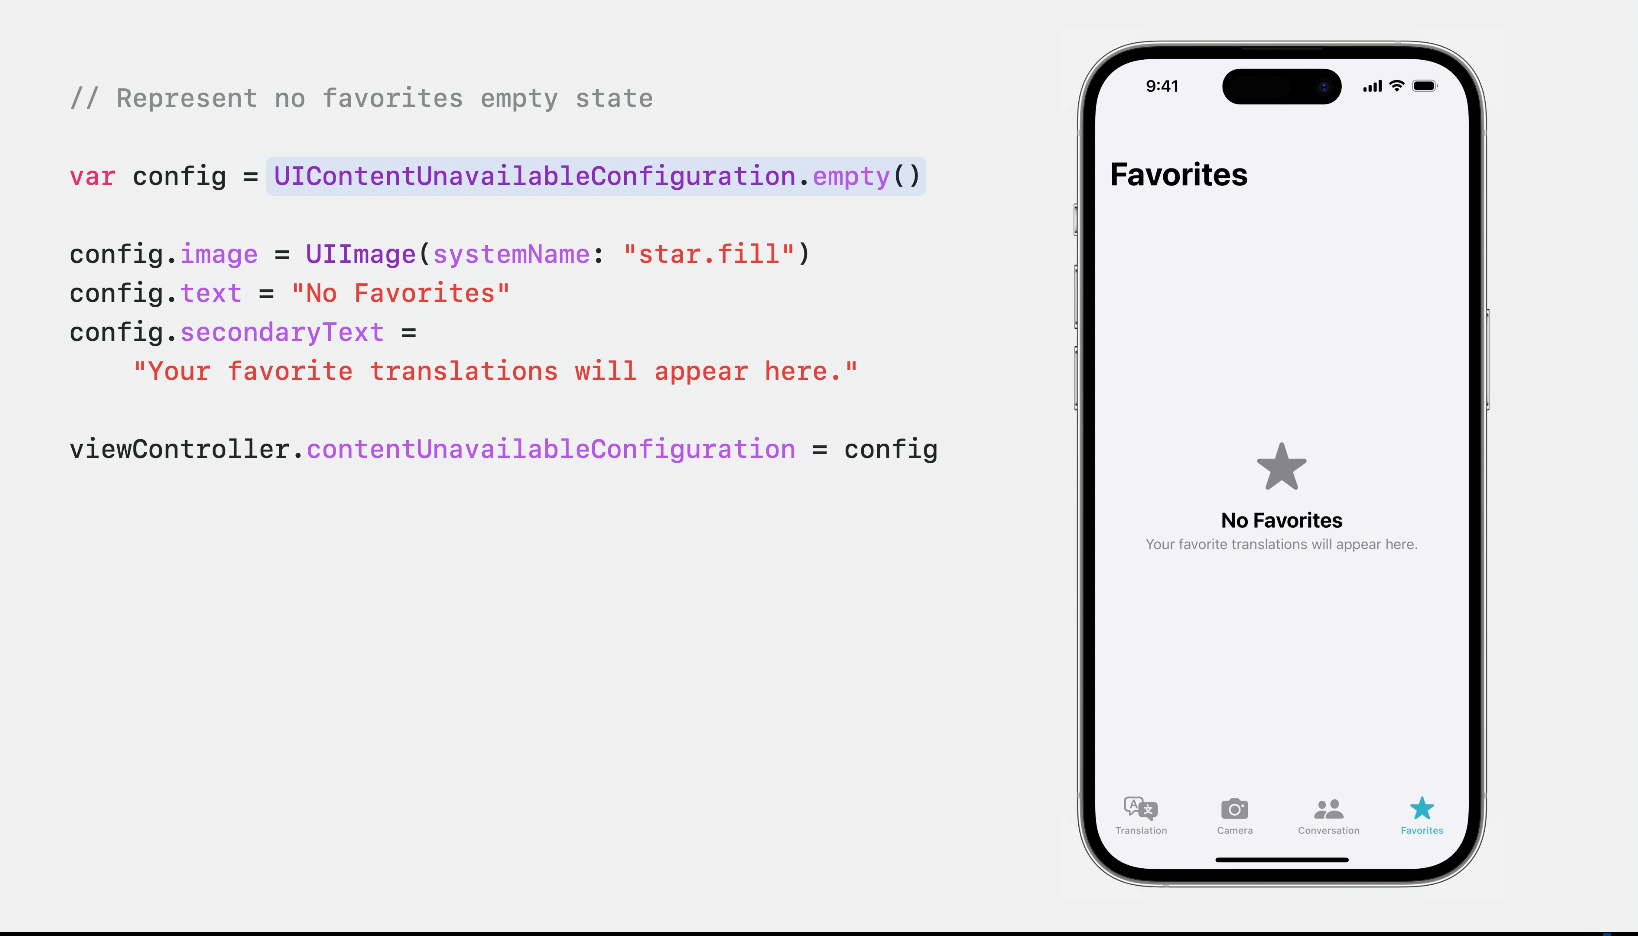 // Represent no favorites empty state
var config = UIContentUnavailableConfiguration.empty()
config.image = UIImage(systemName: "star.fill")
config.text = "No Favorites"
config.secondaryText =
"Your favorite translations will appear here."
viewController.contentUnavailableConfiguration = config
9:41
Favorites
No Favorites
Your favorite translations will appear here.
A 文
Translation Camera Conversation Favorites